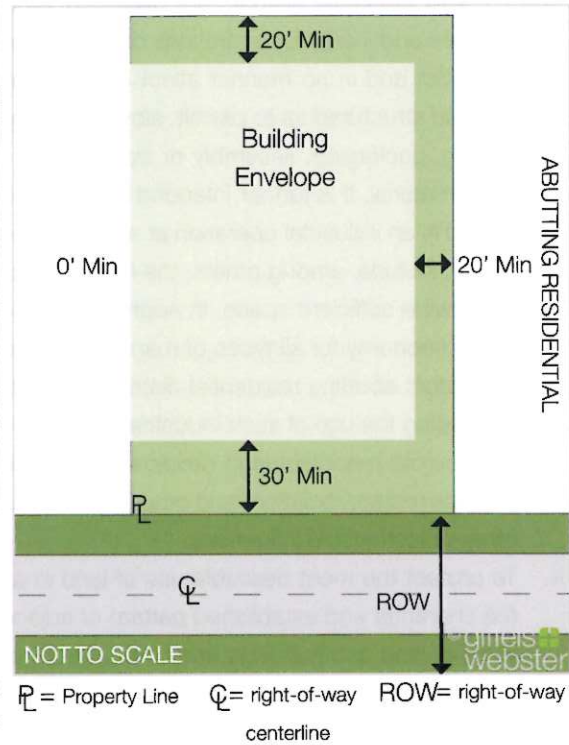 20' Min
Building
Envelope
0' Min
20' Min
ABUTTING RESIDENTIAL
30' Min
PL
CL
ROW
NOT TO SCALE
giffels
webster
PL = Property Line CL = right-of-way ROW= right-of-way
centerline